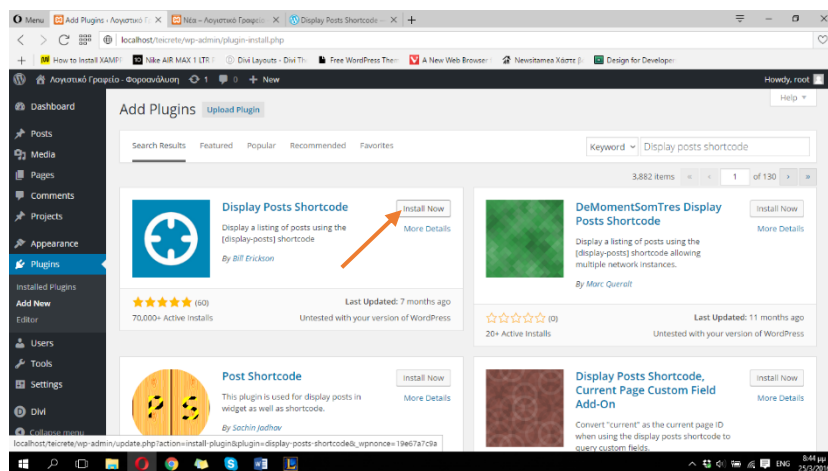 Menu Add Plugins ‹ Λογιστικό Γρ Νέα – Λογιστικό Γραφείο Display Posts Shortcode —
localhost/teicrete/wp-admin/plugin-install.php
How to Install XAMPP Nike AIR MAX 1 LTR Divi Layouts - Divi Th Free WordPress Them A New Web Browser Newsitamea Χάστε β Design for Developer
Λογιστικό Γραφείο - Φοροανάλυση 1 0 + New Howdy, root
Dashboard
Posts
Media
Pages
Comments
Projects
Appearance
Plugins
Installed Plugins
Add New
Editor
Users
Tools
Settings
Divi
Collapse menu
Help
Add Plugins Upload Plugin
Search Results Featured Popular Recommended Favorites Keyword Display posts shortcode
3,882 items « ‹ 1 of 130 › »
Display Posts Shortcode
Install Now
More Details
Display a listing of posts using the
[display-posts] shortcode
By Bill Erickson
(60)
Last Updated: 7 months ago
70,000+ Active Installs
Untested with your version of WordPress
DeMomentSomTres Display
Posts Shortcode
Install Now
More Details
Display a listing of posts using the
[display-posts] shortcode allowing
multiple network instances.
By Marc Queralt
(0)
Last Updated: 11 months ago
20+ Active Installs
Untested with your version of WordPress
Post Shortcode
Install Now
More Details
This plugin is used for display posts in
widget as well as shortcode.
By Sachin Jadhav
P S
Display Posts Shortcode,
Current Page Custom Field
Add-On
Install Now
More Details
Convert "current" as the current page ID
when using the display posts shortcode to
query custom fields.
localhost/teicrete/wp-admin/update.php?action=install-plugin&plugin=display-posts-shortcode&_wpnonce=19e67a7c9a
ENG 8:44 μμ
25/3/201